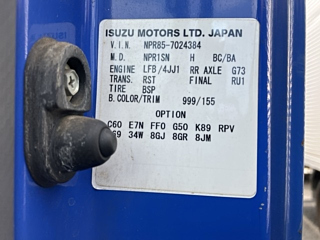 ISUZU MOTORS LTD. JAPAN
V.I.N. NPR85-7024384
M.D. NPR1SN H BC/BA
ENGINE LFB/4JJ1 RR AXLE G73
TRANS. RST FINAL RU1
TIRE BSP
B.COLOR/TRIM 999/155
OPTION
C60 E7N FFO G50 K89 RPV
34W 8GJ 8GR 8JM